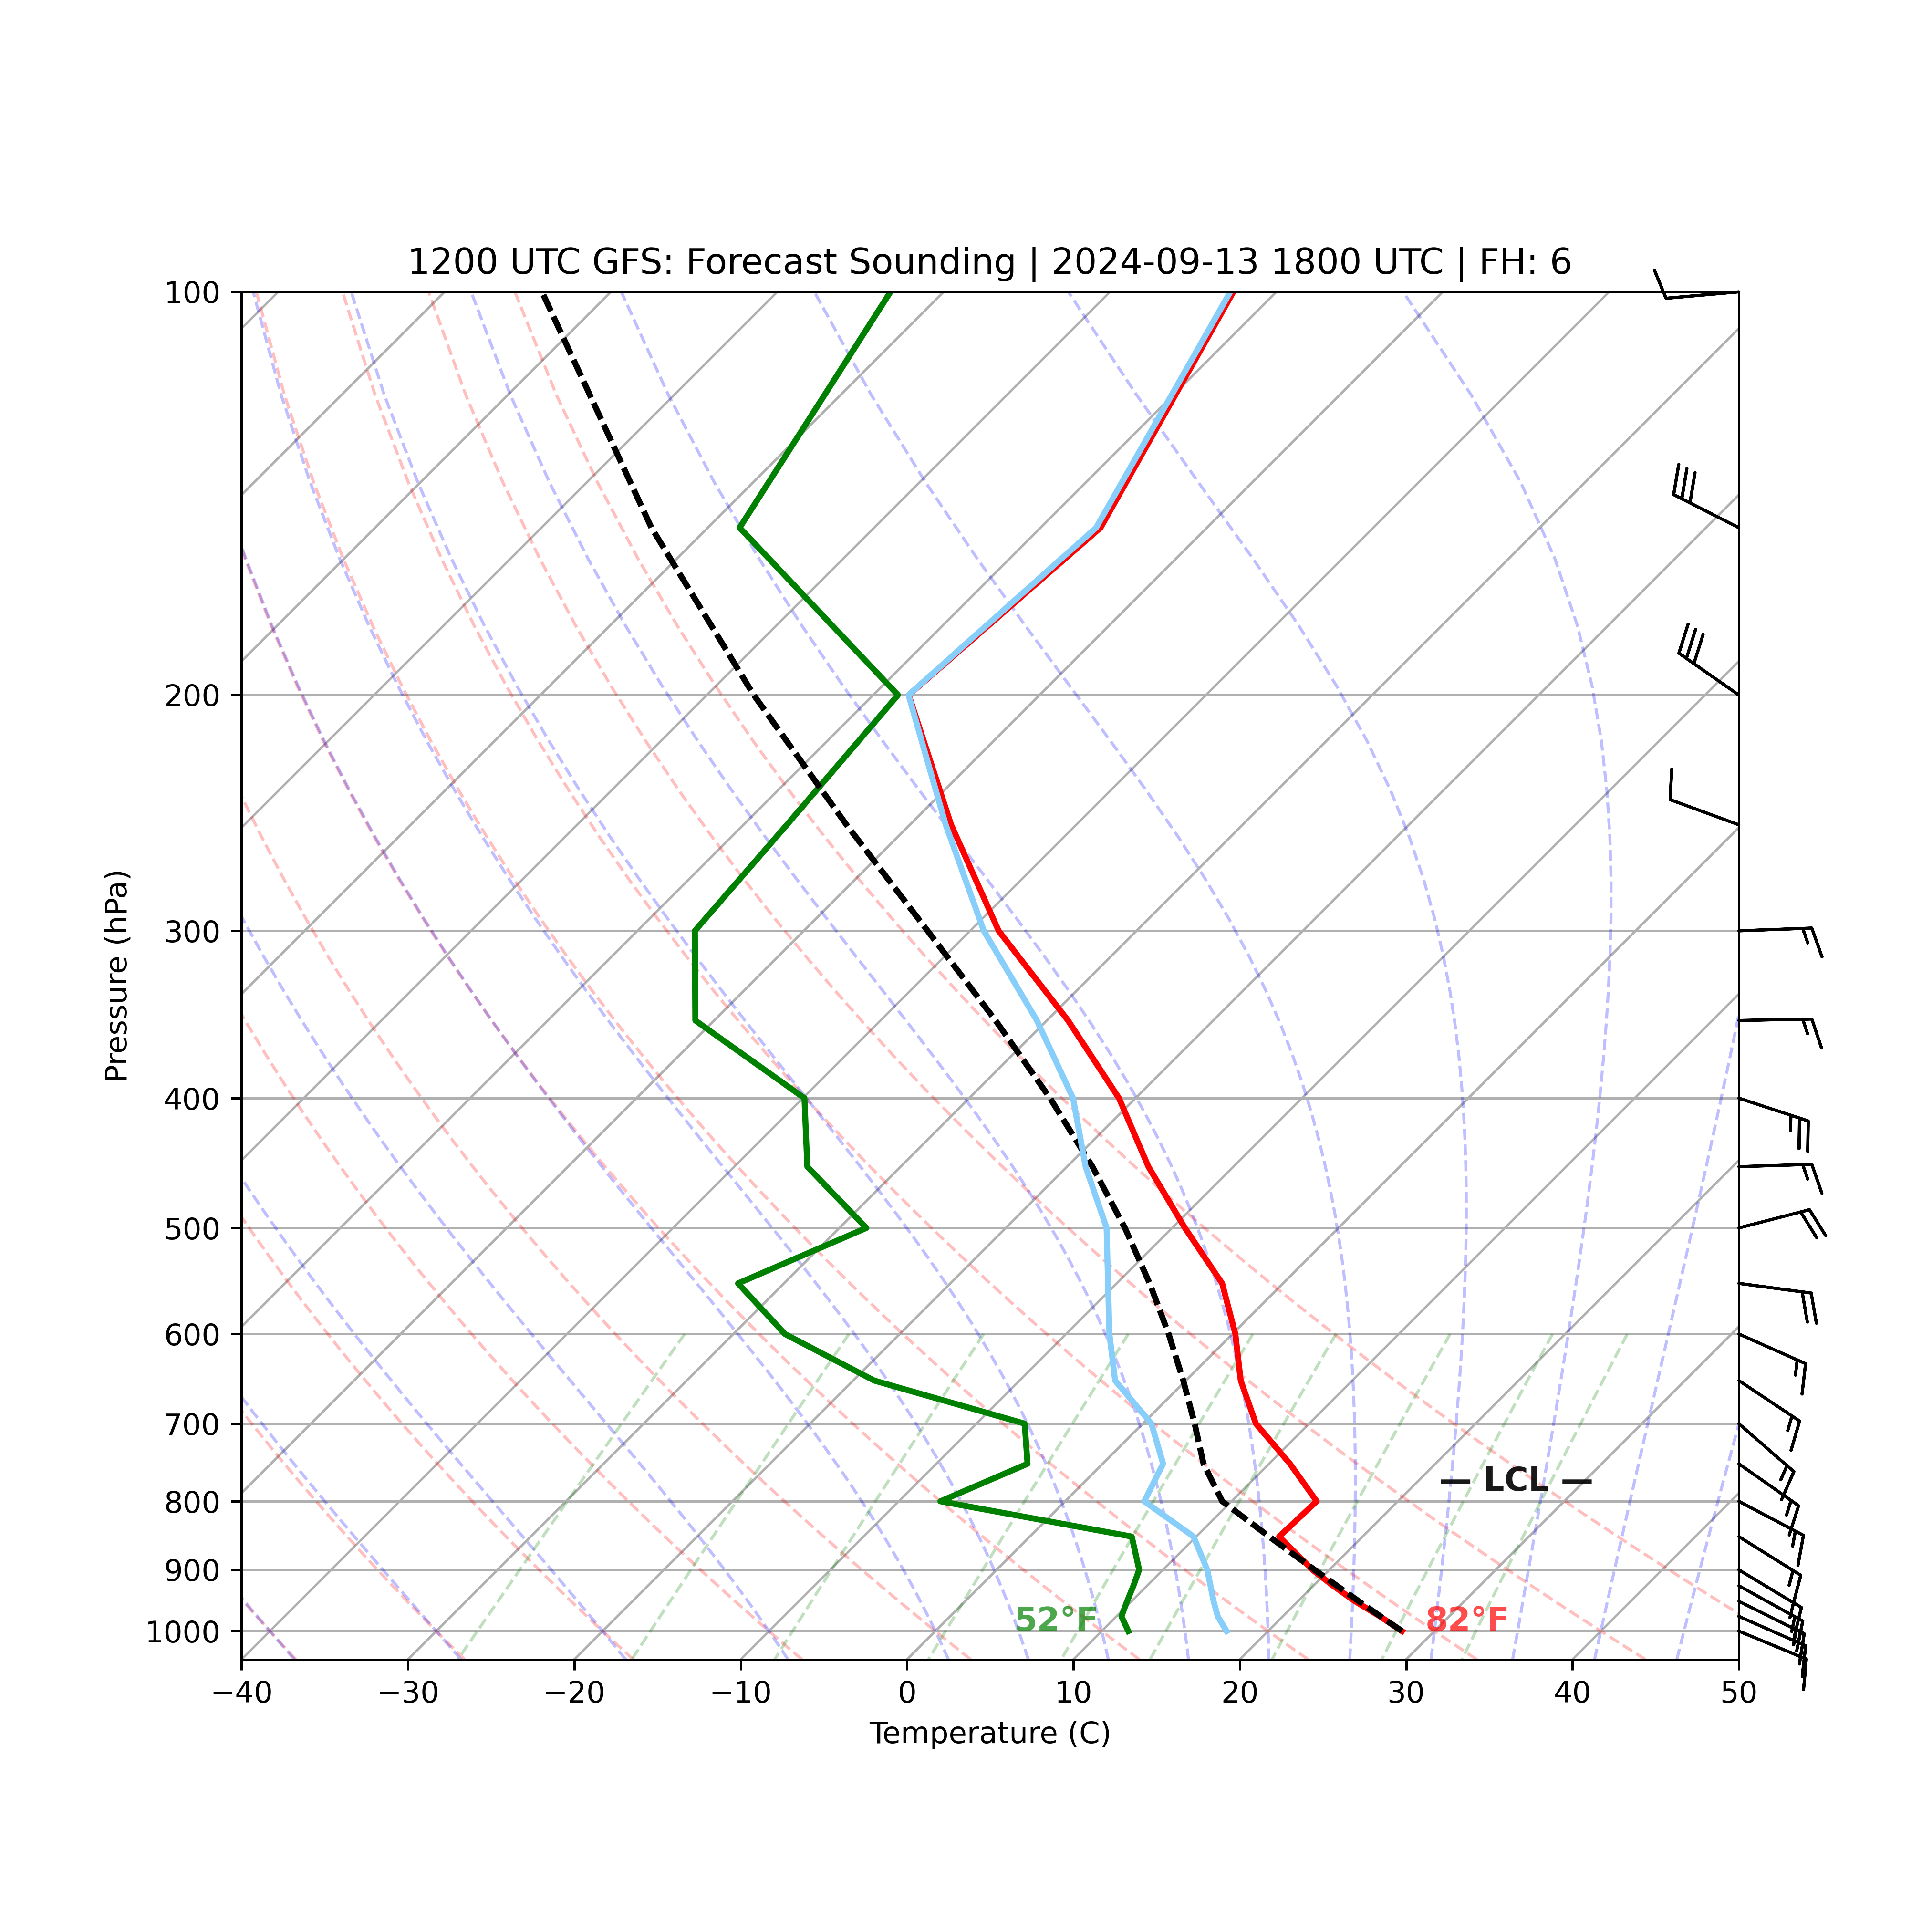 1200 UTC GFS: Forecast Sounding | 2024-09-13 1800 UTC | FH: 6
100
200
300
400
500
600
700
800
900
1000
Pressure (hPa)
— LCL —
52°F
82°F
−40 −30 −20 −10 0 10 20 30 40 50
Temperature (C)